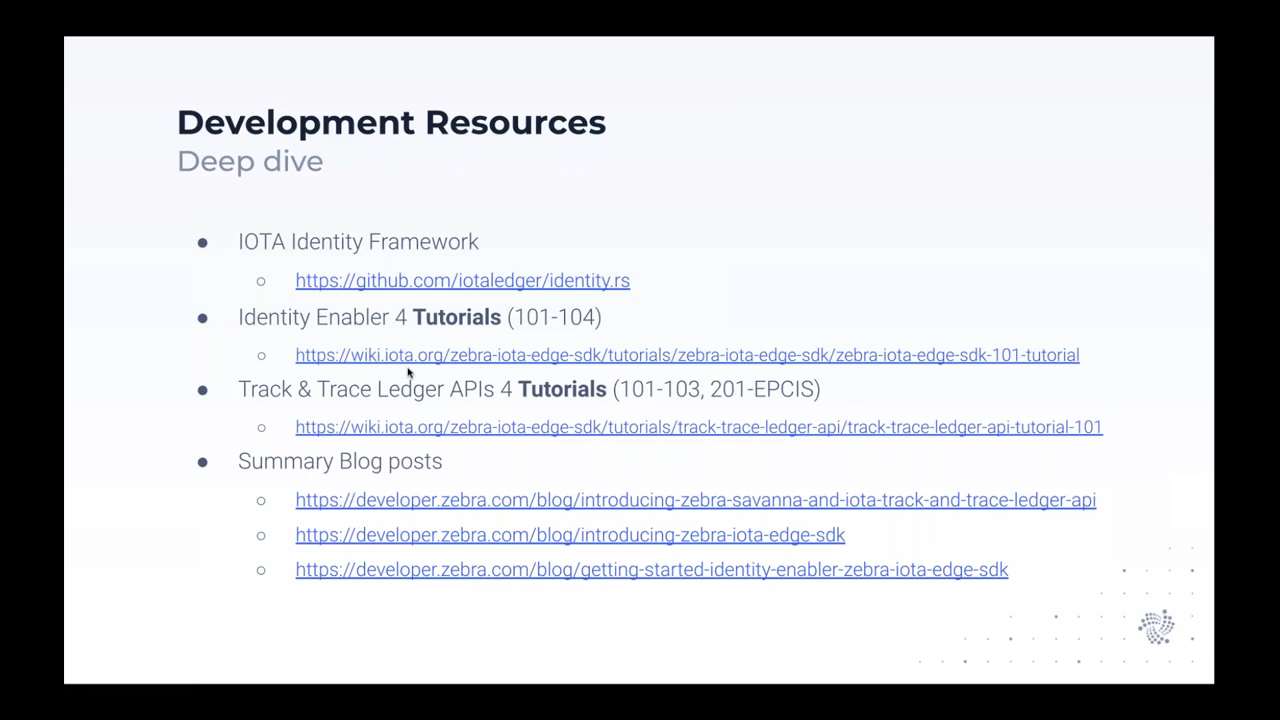 Development Resources
Deep dive
● IOTA Identity Framework
○ https://github.com/iotaledger/identity.rs
● Identity Enabler 4 Tutorials (101-104)
○ https://wiki.iota.org/zebra-iota-edge-sdk/tutorials/zebra-iota-edge-sdk/zebra-iota-edge-sdk-101-tutorial
● Track & Trace Ledger APIs 4 Tutorials (101-103, 201-EPCIS)
○ https://wiki.iota.org/zebra-iota-edge-sdk/tutorials/track-trace-ledger-api/track-trace-ledger-api-tutorial-101
● Summary Blog posts
○ https://developer.zebra.com/blog/introducing-zebra-savanna-and-iota-track-and-trace-ledger-api
○ https://developer.zebra.com/blog/introducing-zebra-iota-edge-sdk
○ https://developer.zebra.com/blog/getting-started-identity-enabler-zebra-iota-edge-sdk